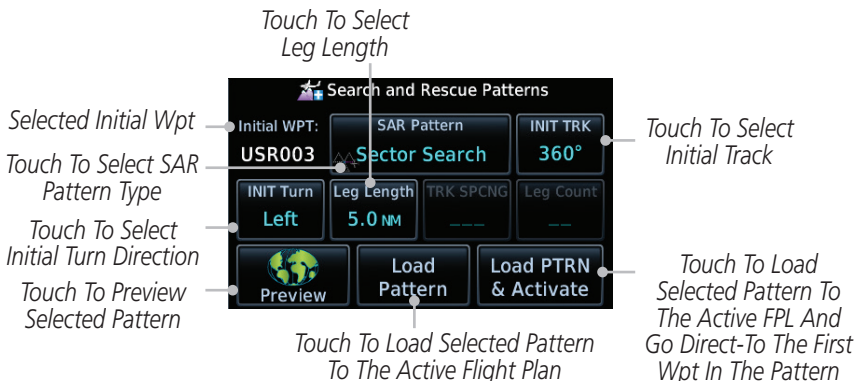 Touch To Select
Leg Length
Search and Rescue Patterns
Selected Initial Wpt
Initial WPT:
USR003
SAR Pattern
Sector Search
INIT TRK
360°
Touch To Select
Initial Track
Touch To Select SAR
Pattern Type
INIT Turn
Left
Leg Length
5.0 NM
TRK SPCNG
___
Leg Count
__
Touch To Select
Initial Turn Direction
Preview
Load
Pattern
Load PTRN
& Activate
Touch To Preview
Selected Pattern
Touch To Load Selected Pattern
To The Active Flight Plan
Touch To Load
Selected Pattern To
The Active FPL And
Go Direct-To The First
Wpt In The Pattern